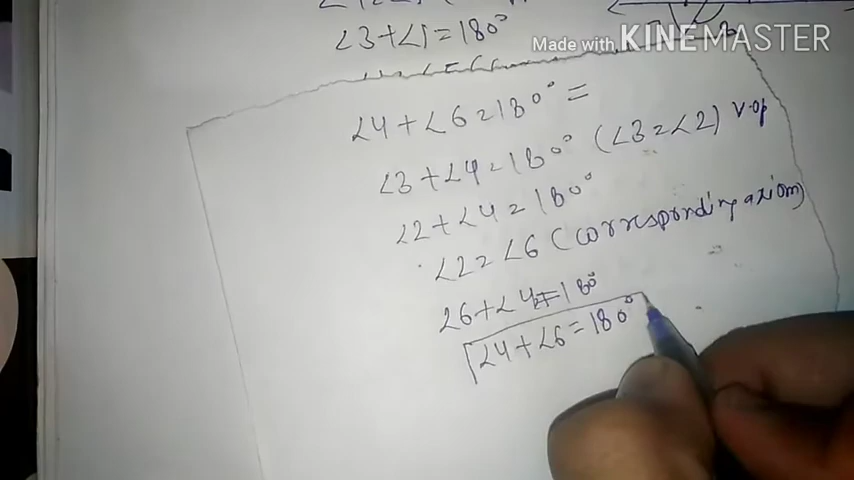 ∠3+∠1=180°
Made with KINEMASTER
∠4+∠6=180° =
∠3+∠4=180° (∠3=∠2) v.op
∠2+∠4=180°
∠2=∠6 (corresponding axiom)
∠6+∠4=180°
∠4+∠6=180°